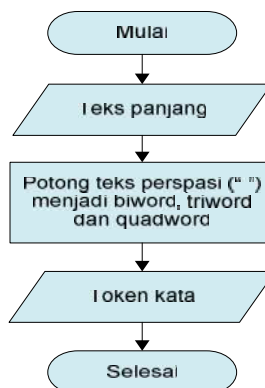 Mulai
Teks panjang
Potong teks perspasi (“ ”)
menjadi biword, triword
dan quadword
Token kata
Selesai